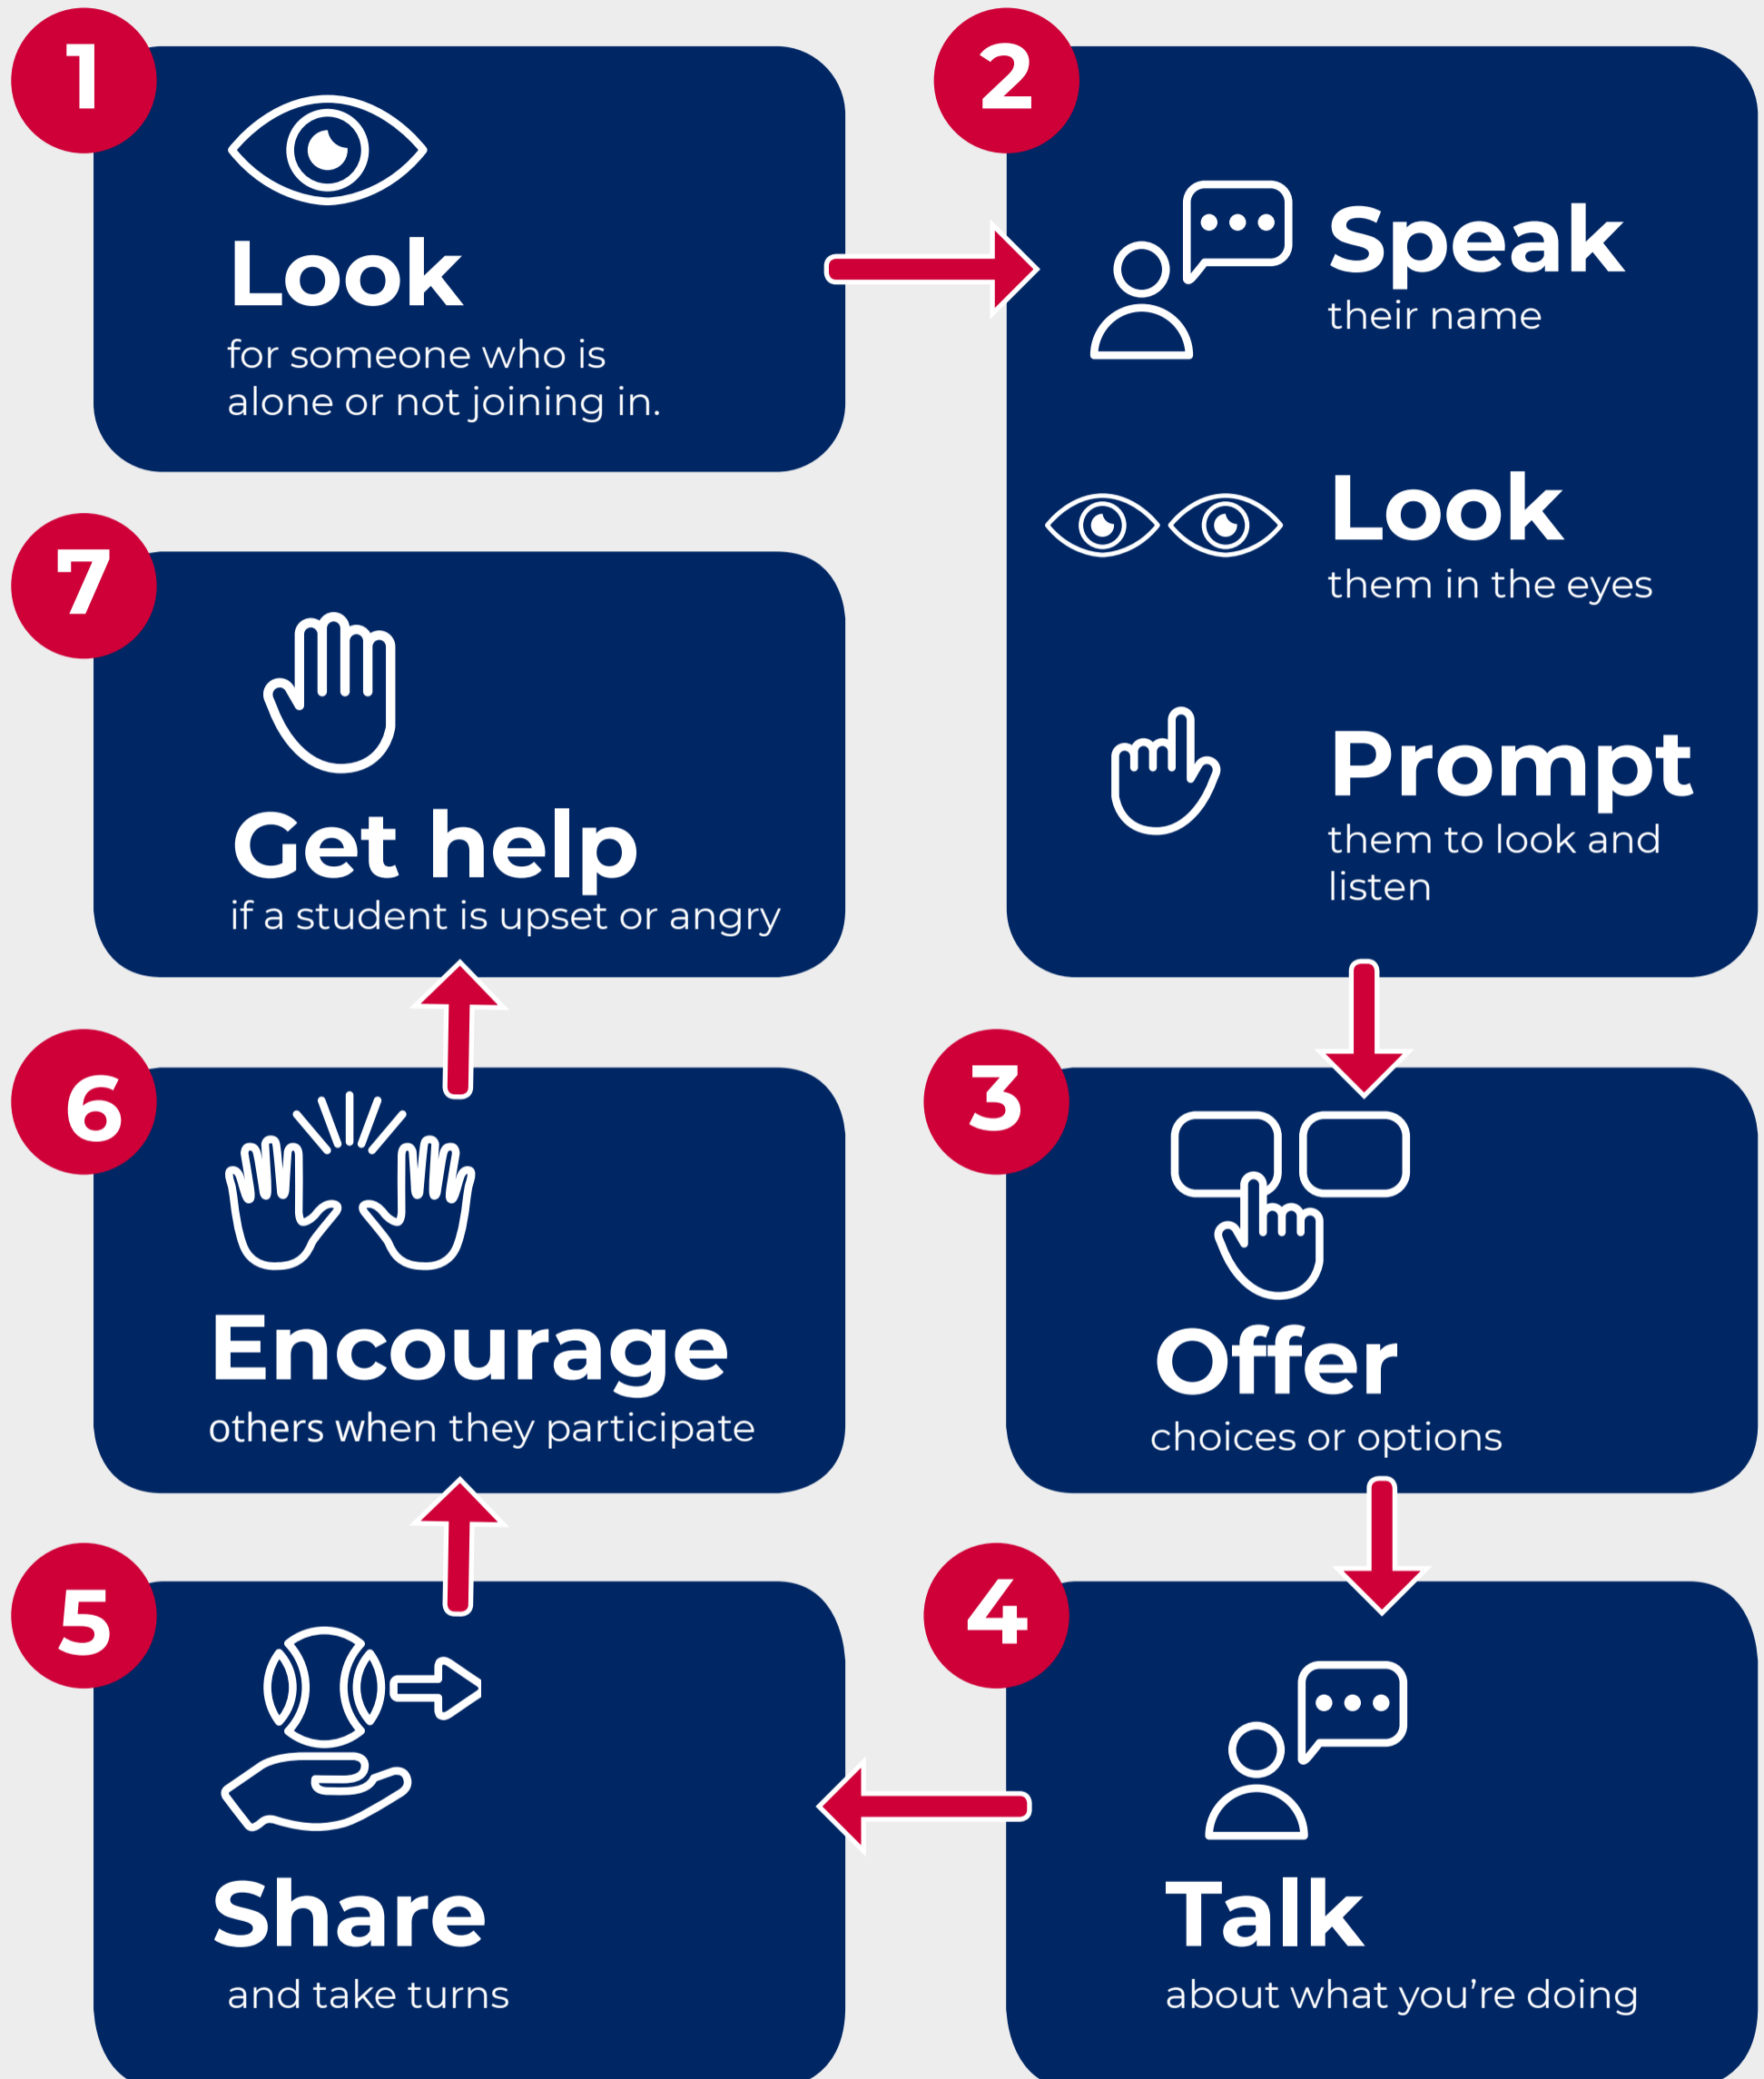 1
Look
for someone who is
alone or not joining in.
2
Speak
their name
Look
them in the eyes
Prompt
them to look and
listen
3
Offer
choices or options
4
Talk
about what you're doing
5
Share
and take turns
6
Encourage
others when they participate
7
Get help
if a student is upset or angry